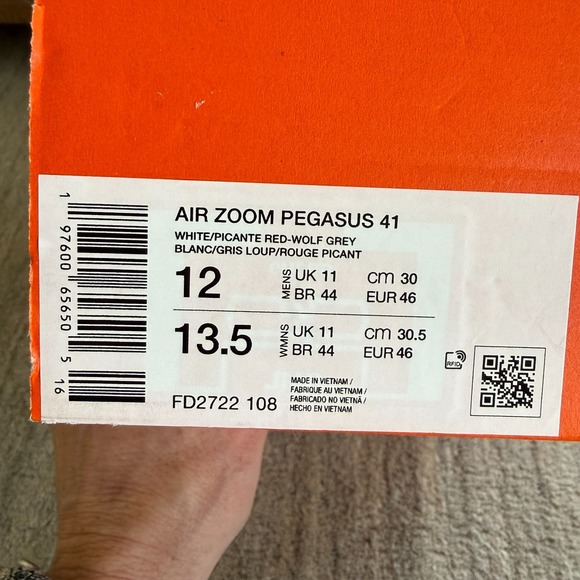 AIR ZOOM PEGASUS 41
WHITE/PICANTE RED-WOLF GREY
BLANC/GRIS LOUP/ROUGE PICANT
12 MENS UK 11 CM 30
BR 44 EUR 46
13.5 WMNS UK 11 CM 30.5
BR 44 EUR 46
RFID
FD2722 108
MADE IN VIETNAM /
FABRIQUE AU VIETNAM /
FABRICADO NO VIETNÃ /
HECHO EN VIETNAM
1 97600 65650 5 16